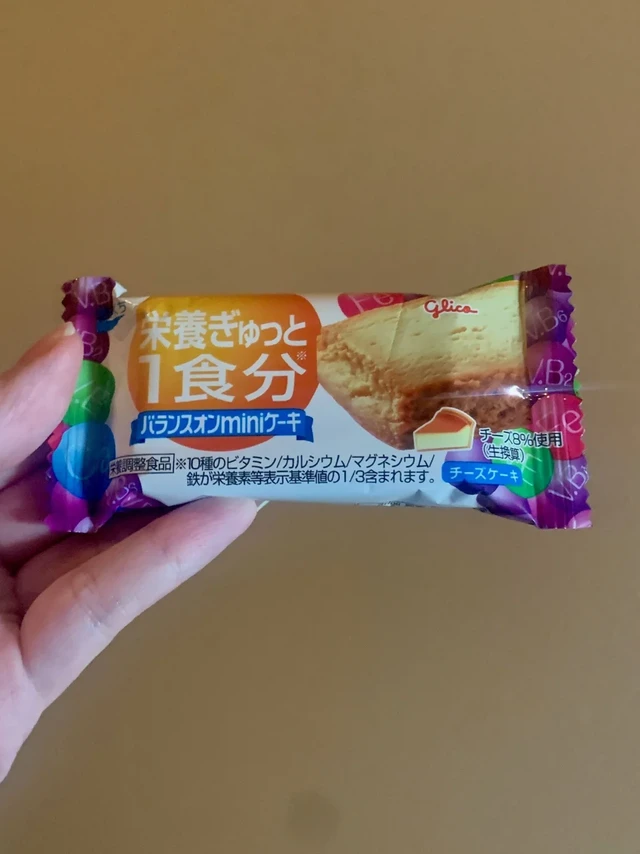 glico
栄養ぎゅっと
1食分※
バランスオンminiケーキ
チーズ8%使用
(生換算)
チーズケーキ
栄養調整食品 ※10種のビタミン/カルシウム/マグネシウム/
鉄が栄養素等表示基準値の1/3含まれます。
V.B6
V.B2